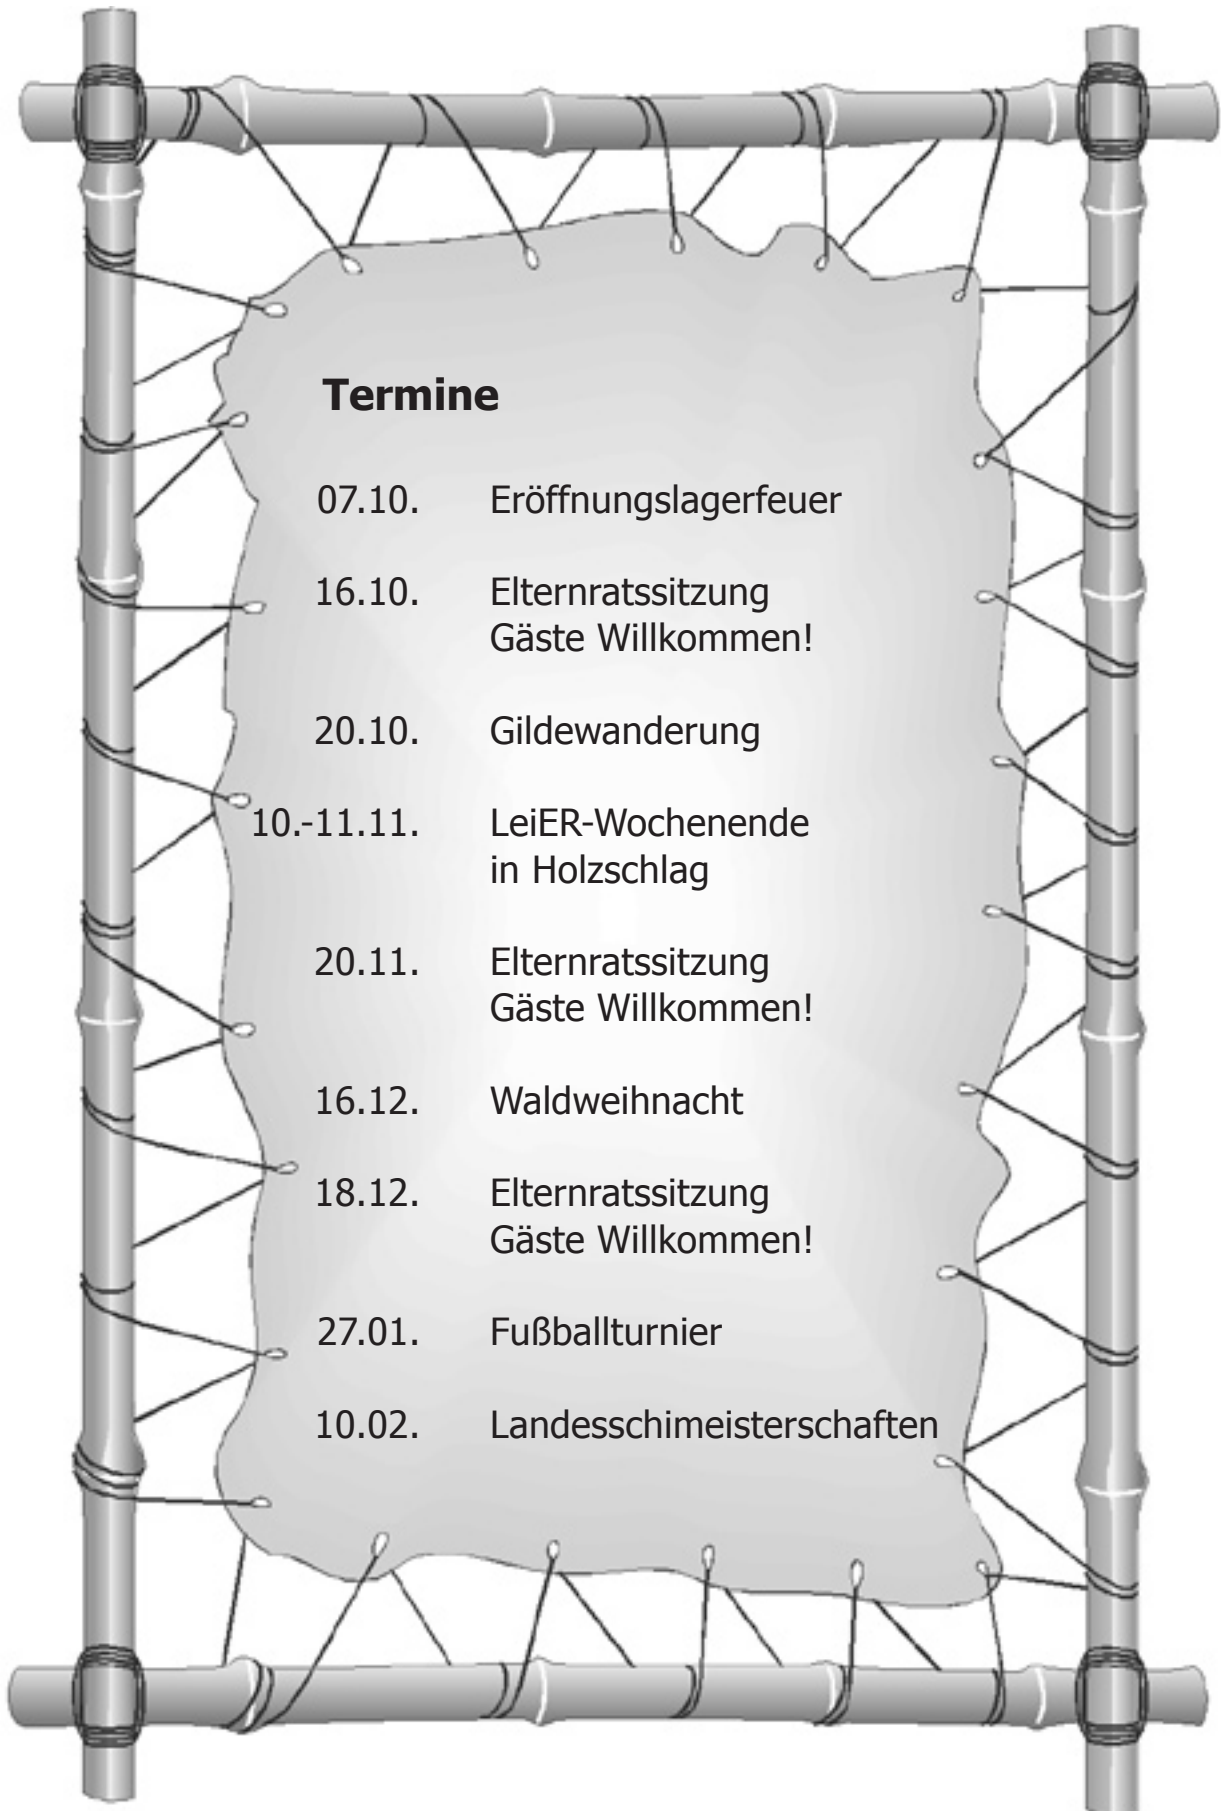 Termine
07.10. Eröffnungslagerfeuer
16.10. Elternratssitzung
Gäste Willkommen!
20.10. Gildewanderung
10.-11.11. LeiER-Wochenende
in Holzschlag
20.11. Elternratssitzung
Gäste Willkommen!
16.12. Waldweihnacht
18.12. Elternratssitzung
Gäste Willkommen!
27.01. Fußballturnier
10.02. Landesschimeisterschaften